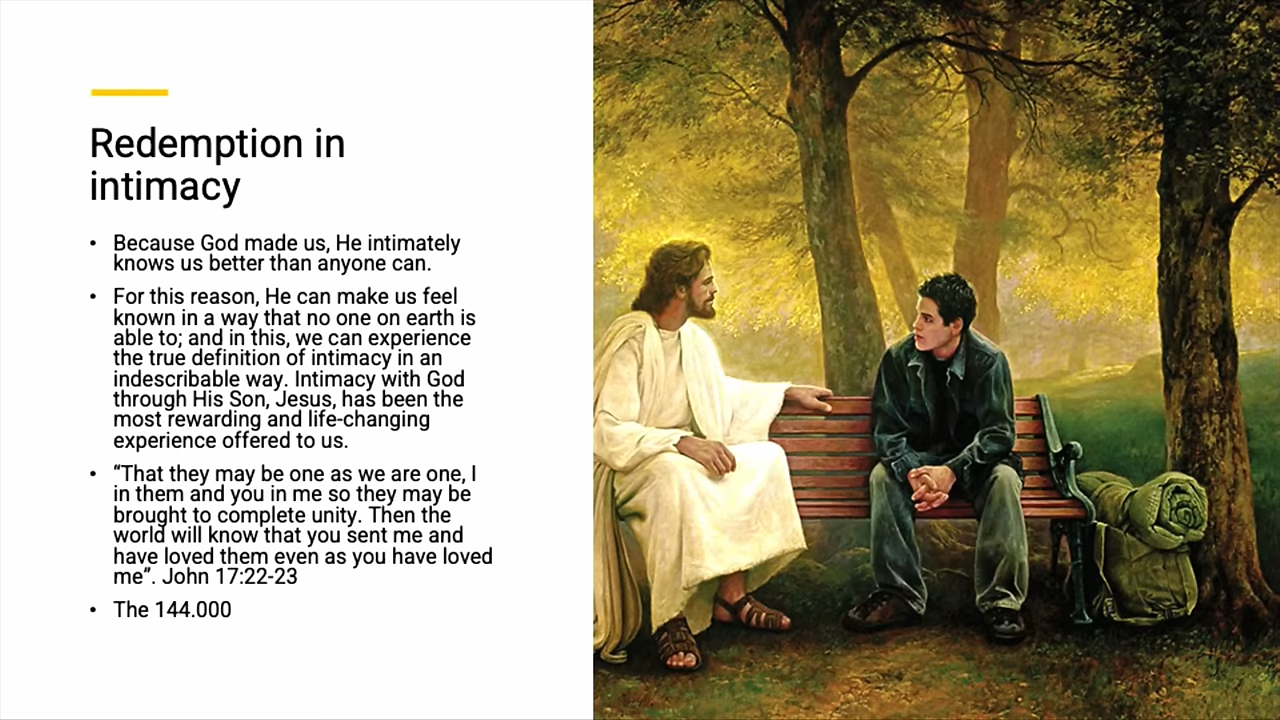 Redemption in
intimacy
• Because God made us, He intimately
knows us better than anyone can.
• For this reason, He can make us feel
known in a way that no one on earth is
able to; and in this, we can experience
the true definition of intimacy in an
indescribable way. Intimacy with God
through His Son, Jesus, has been the
most rewarding and life-changing
experience offered to us.
• “That they may be one as we are one, I
in them and you in me so they may be
brought to complete unity. Then the
world will know that you sent me and
have loved them even as you have loved
me”. John 17:22-23
• The 144.000